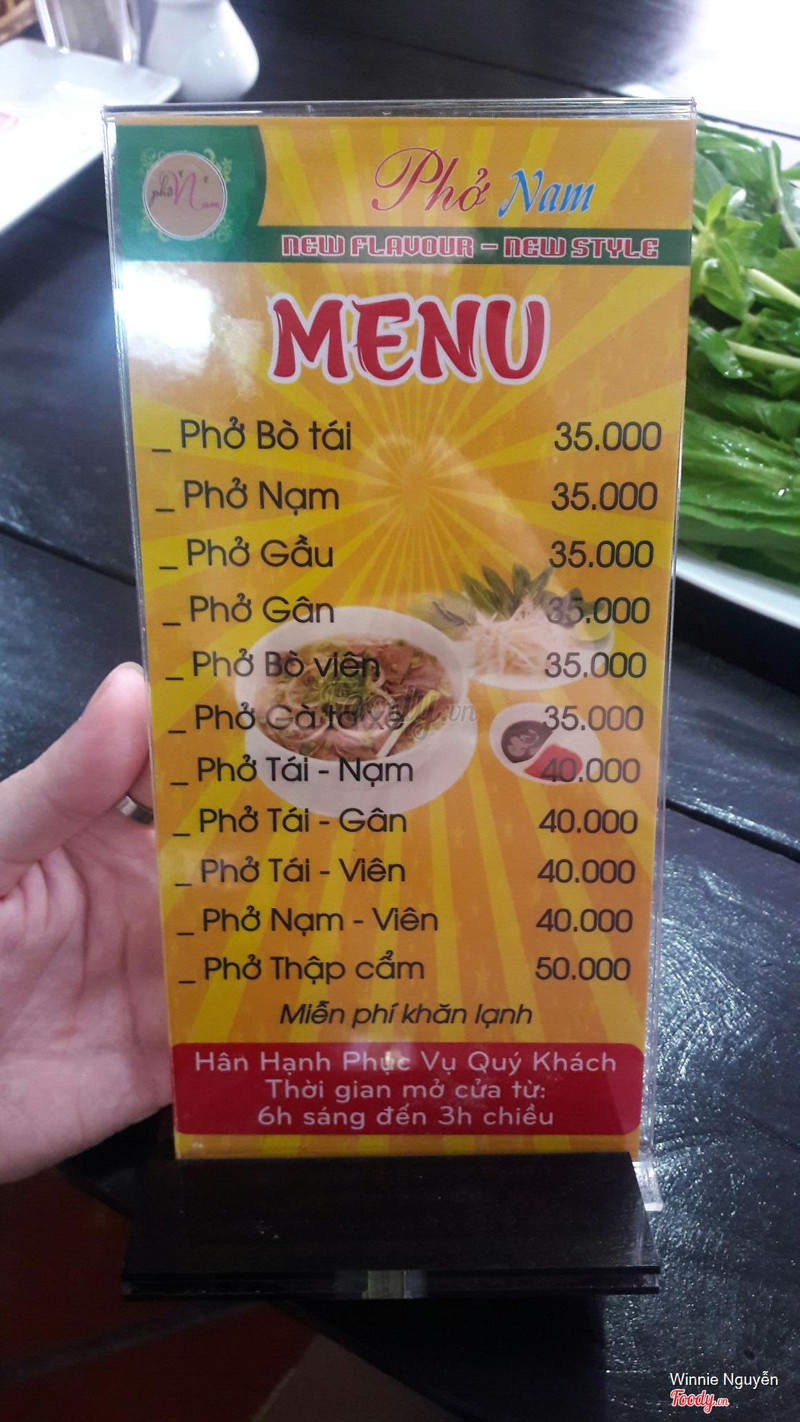 phở Nam
Phở Nam
NEW FLAVOUR - NEW STYLE
MENU
_ Phở Bò tái 35.000
_ Phở Nạm 35.000
_ Phở Gầu 35.000
_ Phở Gân 35.000
_ Phở Bò viên 35.000
_ Phở Gà ta xé 35.000
_ Phở Tái - Nạm 40.000
_ Phở Tái - Gân 40.000
_ Phở Tái - Viên 40.000
_ Phở Nạm - Viên 40.000
_ Phở Thập cẩm 50.000
Miễn phí khăn lạnh
Hân Hạnh Phục Vụ Quý Khách
Thời gian mở cửa từ:
6h sáng đến 3h chiều
Winnie Nguyễn
Foody.vn